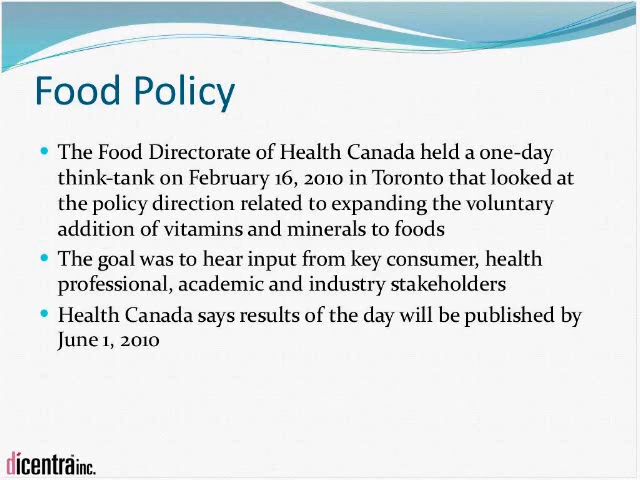 Food Policy
• The Food Directorate of Health Canada held a one-day
think-tank on February 16, 2010 in Toronto that looked at
the policy direction related to expanding the voluntary
addition of vitamins and minerals to foods
• The goal was to hear input from key consumer, health
professional, academic and industry stakeholders
• Health Canada says results of the day will be published by
June 1, 2010
dicentra inc.